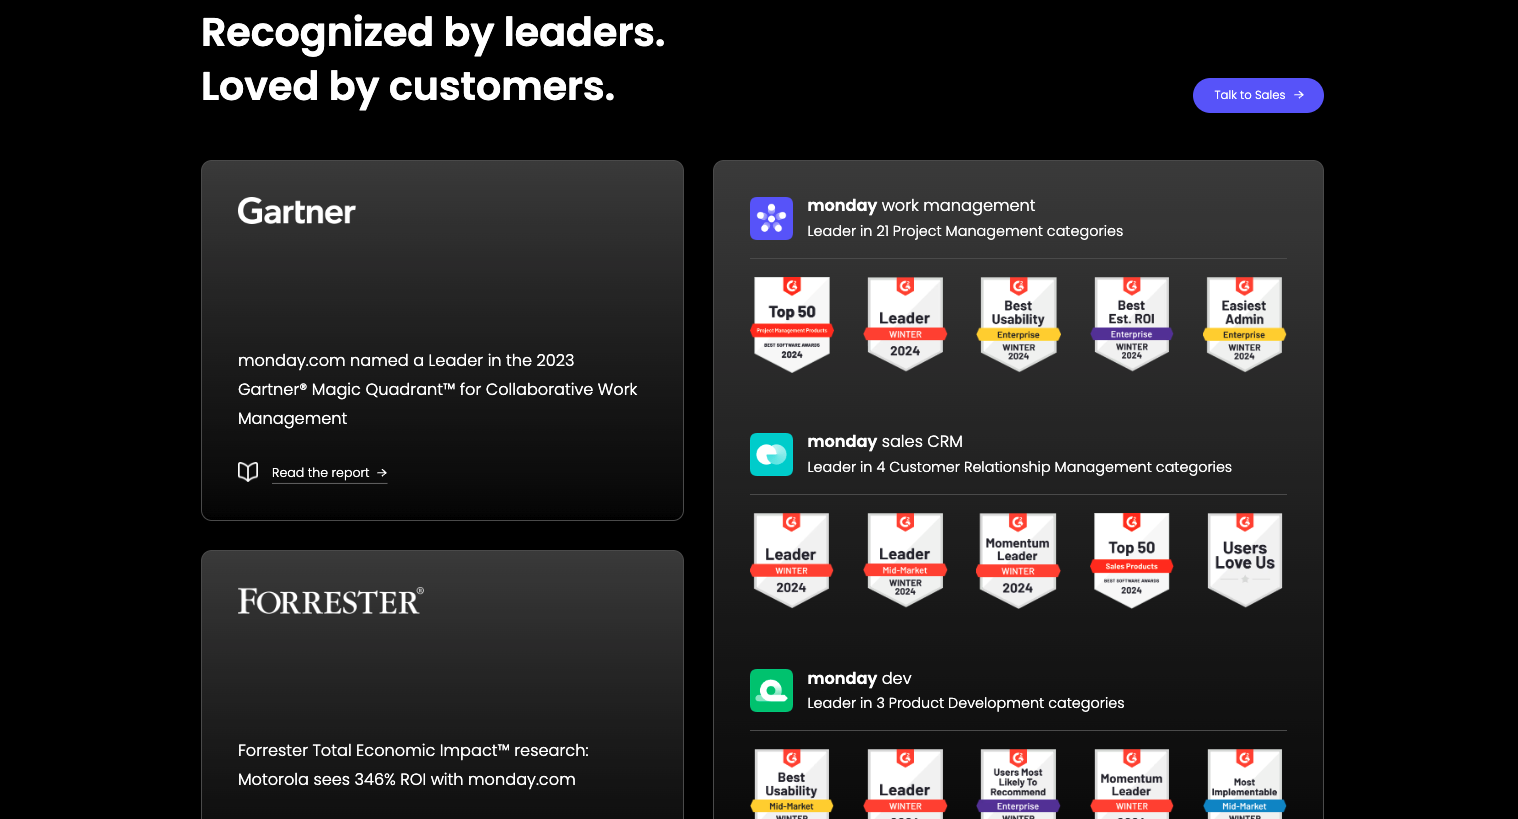 Recognized by leaders.
Loved by customers.
Talk to Sales →
Gartner
monday.com named a Leader in the 2023
Gartner® Magic Quadrant™ for Collaborative Work
Management
Read the report →
FORRESTER®
Forrester Total Economic Impact™ research:
Motorola sees 346% ROI with monday.com
monday work management
Leader in 21 Project Management categories
Top 50
Project Management Products
BEST SOFTWARE AWARDS
2024
Leader
WINTER
2024
Best
Usability
Enterprise
WINTER
2024
Best
Est. ROI
Enterprise
WINTER
2024
Easiest
Admin
Enterprise
WINTER
2024
monday sales CRM
Leader in 4 Customer Relationship Management categories
Leader
WINTER
2024
Leader
Mid-Market
WINTER
2024
Momentum
Leader
WINTER
2024
Top 50
Sales Products
BEST SOFTWARE AWARDS
2024
Users
Love Us
monday dev
Leader in 3 Product Development categories
Best
Usability
Mid-Market
WINTER
Leader
WINTER
2024
Users Most
Likely To
Recommend
Enterprise
WINTER
Momentum
Leader
WINTER
2024
Most
Implementable
Mid-Market
WINTER